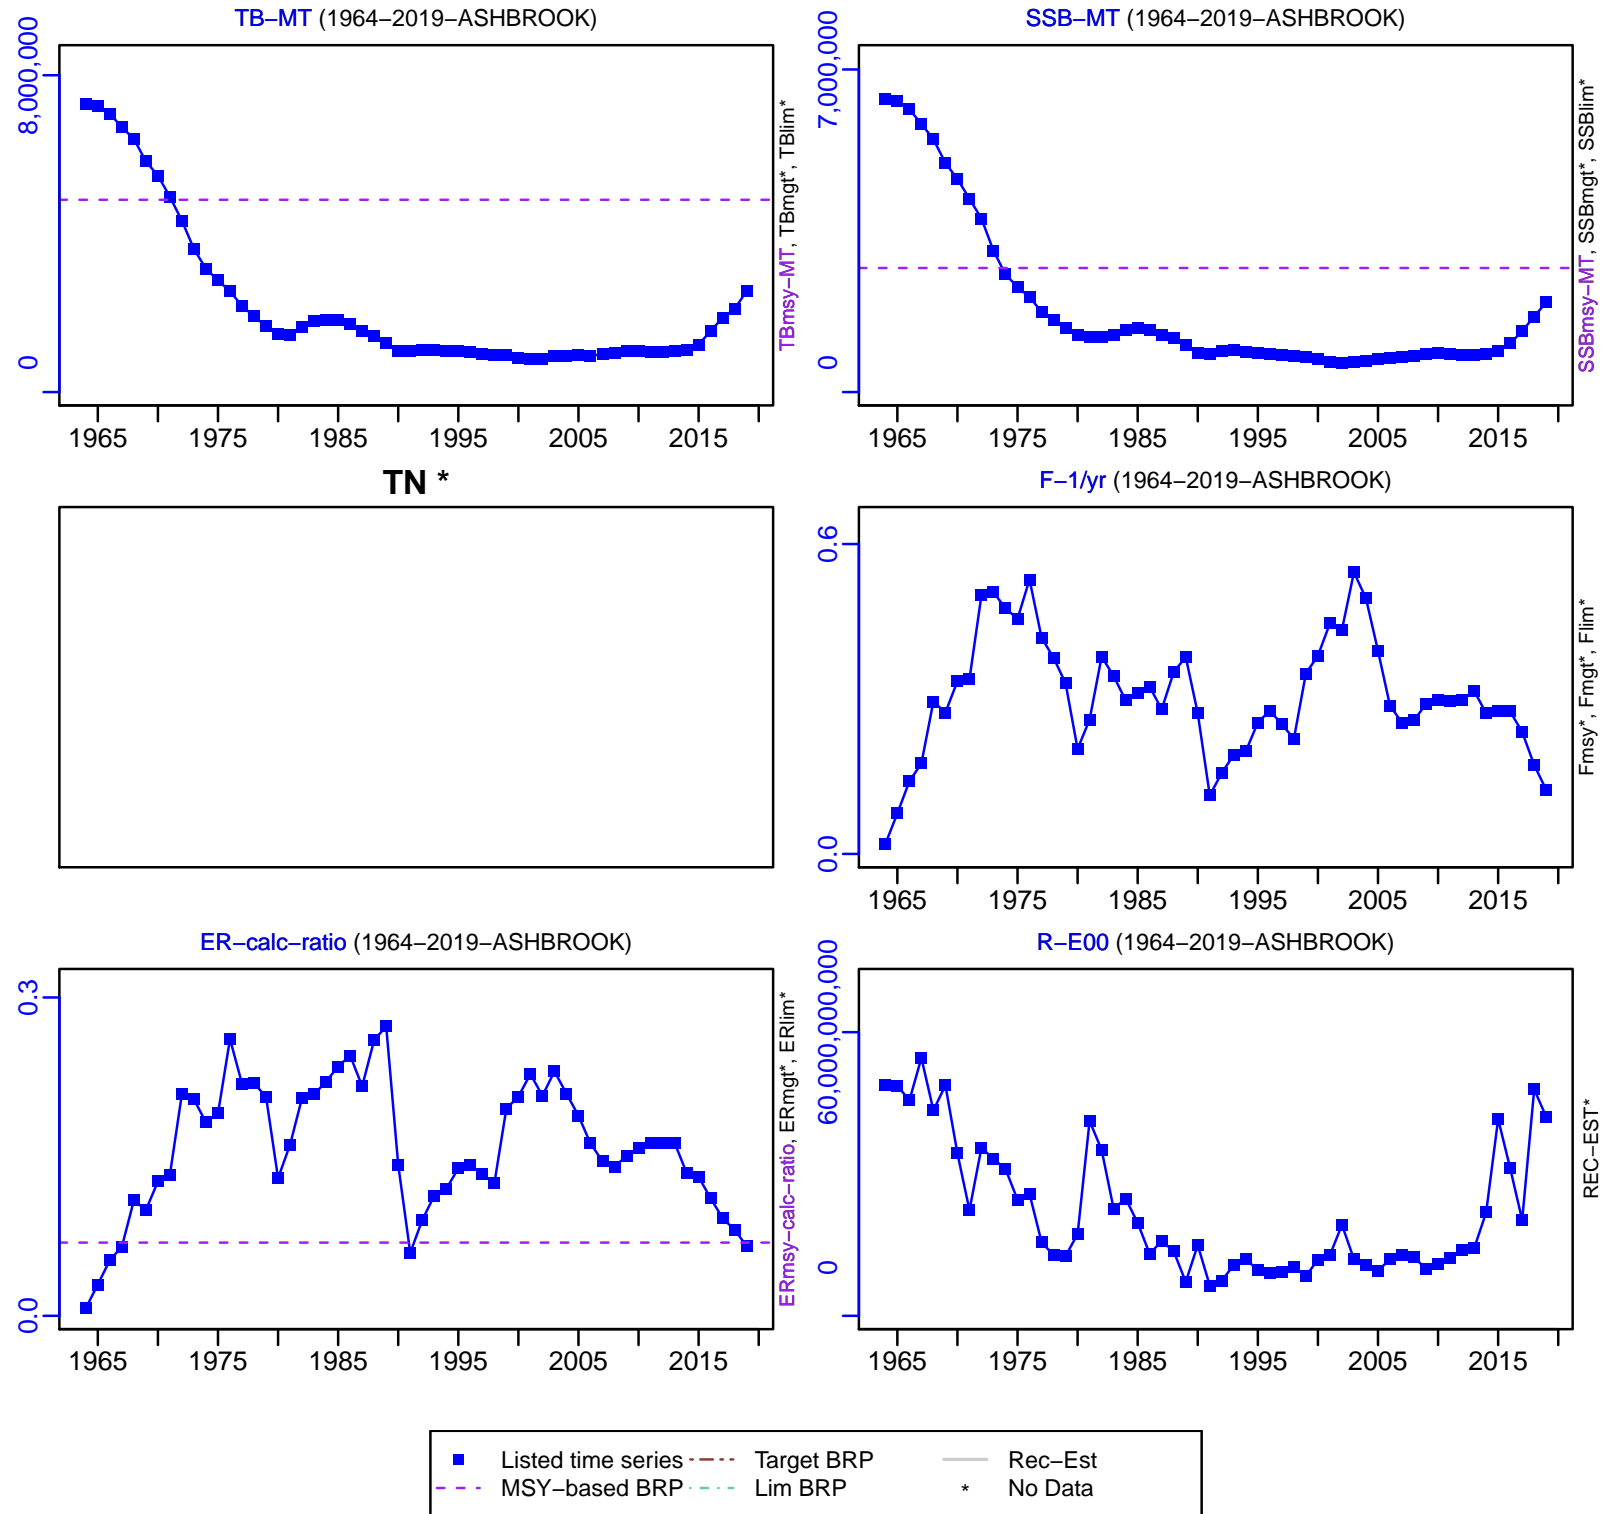 TB−MT (1964−2019−ASHBROOK)
8,000,000
0
1965 1975 1985 1995 2005 2015
TBmsy−MT, TBmgt*, TBlim*
SSB−MT (1964−2019−ASHBROOK)
7,000,000
0
1965 1975 1985 1995 2005 2015
SSBmsy−MT, SSBmgt*, SSBlim*
TN *
F−1/yr (1964−2019−ASHBROOK)
0.6
0.0
1965 1975 1985 1995 2005 2015
Fmsy*, Fmgt*, Flim*
ER−calc−ratio (1964−2019−ASHBROOK)
0.3
0.0
1965 1975 1985 1995 2005 2015
ERmsy−calc−ratio, ERmgt*, ERlim*
R−E00 (1964−2019−ASHBROOK)
60,000,000,000
0
1965 1975 1985 1995 2005 2015
REC−EST*
Listed time series Target BRP Rec−Est
MSY−based BRP Lim BRP * No Data